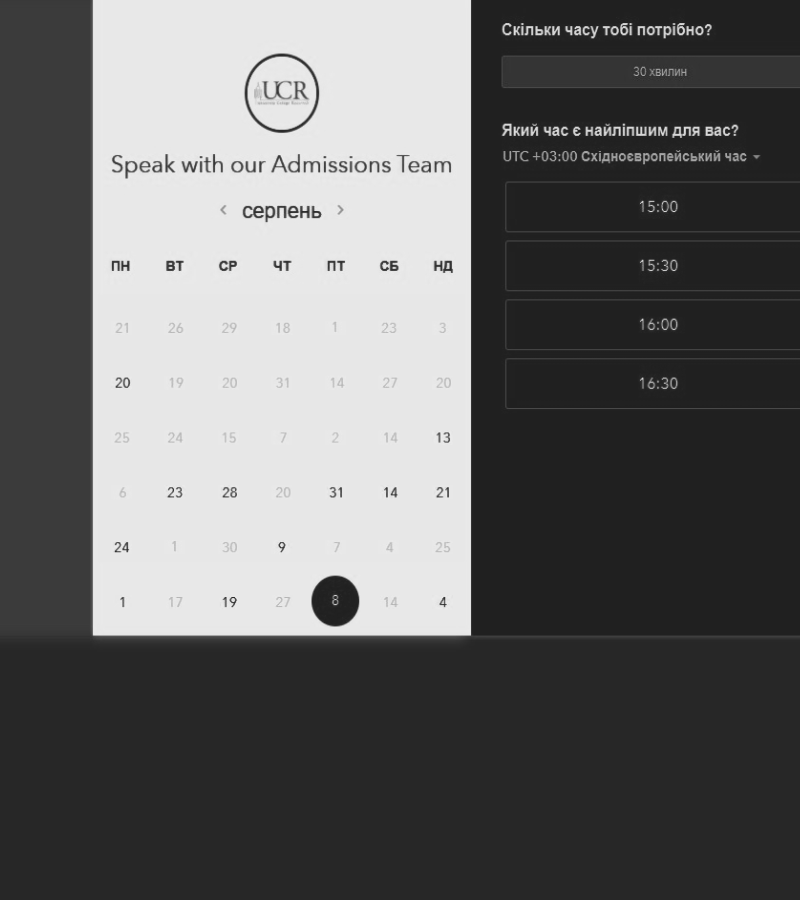 UCR
Speak with our Admissions Team
серпень
ПН ВТ СР ЧТ ПТ СБ НД
21 26 29 18 1 23 3
20 19 20 31 14 27 20
25 24 15 7 2 14 13
6 23 28 20 31 14 21
24 1 30 9 7 4 25
1 17 19 27 8 14 4
Скільки часу тобі потрібно?
30 хвилин
Який час є найліпшим для вас?
UTC +03:00 Східноєвропейський час
15:00
15:30
16:00
16:30